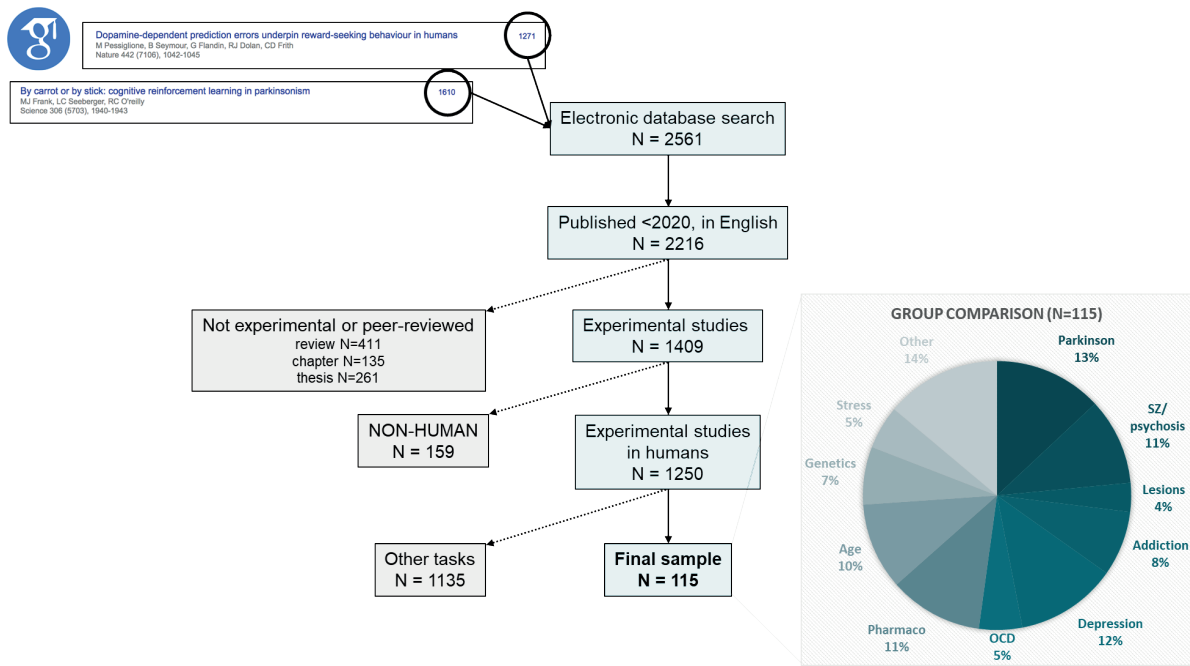 g
Dopamine-dependent prediction errors underpin reward-seeking behaviour in humans
M Pessiglione, B Seymour, G Flandin, RJ Dolan, CD Frith
Nature 442 (7106), 1042-1045
1271
By carrot or by stick: cognitive reinforcement learning in parkinsonism
MJ Frank, LC Seeberger, RC O'reilly
Science 306 (5703), 1940-1943
1610
Electronic database search
N = 2561
Published <2020, in English
N = 2216
Not experimental or peer-reviewed
review N=411
chapter N=135
thesis N=261
Experimental studies
N = 1409
NON-HUMAN
N = 159
Experimental studies
in humans
N = 1250
Other tasks
N = 1135
Final sample
N = 115
GROUP COMPARISON (N=115)
Parkinson
13%
SZ/
psychosis
11%
Lesions
4%
Addiction
8%
Depression
12%
OCD
5%
Pharmaco
11%
Age
10%
Genetics
7%
Stress
5%
Other
14%